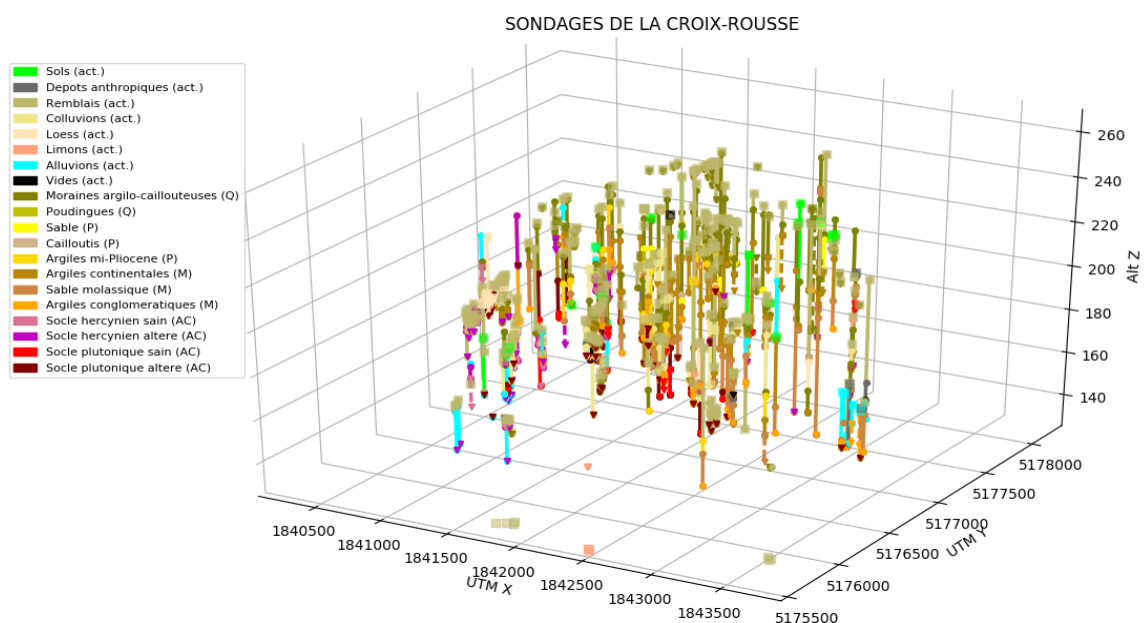 SONDAGES DE LA CROIX-ROUSSE
Sols (act.)
Depots anthropiques (act.)
Remblais (act.)
Colluvions (act.)
Loess (act.)
Limons (act.)
Alluvions (act.)
Vides (act.)
Moraines argilo-caillouteuses (Q)
Poudingues (Q)
Sable (P)
Cailloutis (P)
Argiles mi-Pliocene (P)
Argiles continentales (M)
Sable molassique (M)
Argiles conglomeratiques (M)
Socle hercynien sain (AC)
Socle hercynien altere (AC)
Socle plutonique sain (AC)
Socle plutonique altere (AC)
260
240
220
200
180
160
140
Alt Z
1840500
1841000
1841500
1842000
1842500
1843000
1843500
UTM X
5175500
5176000
5176500
5177000
5177500
5178000
UTM Y